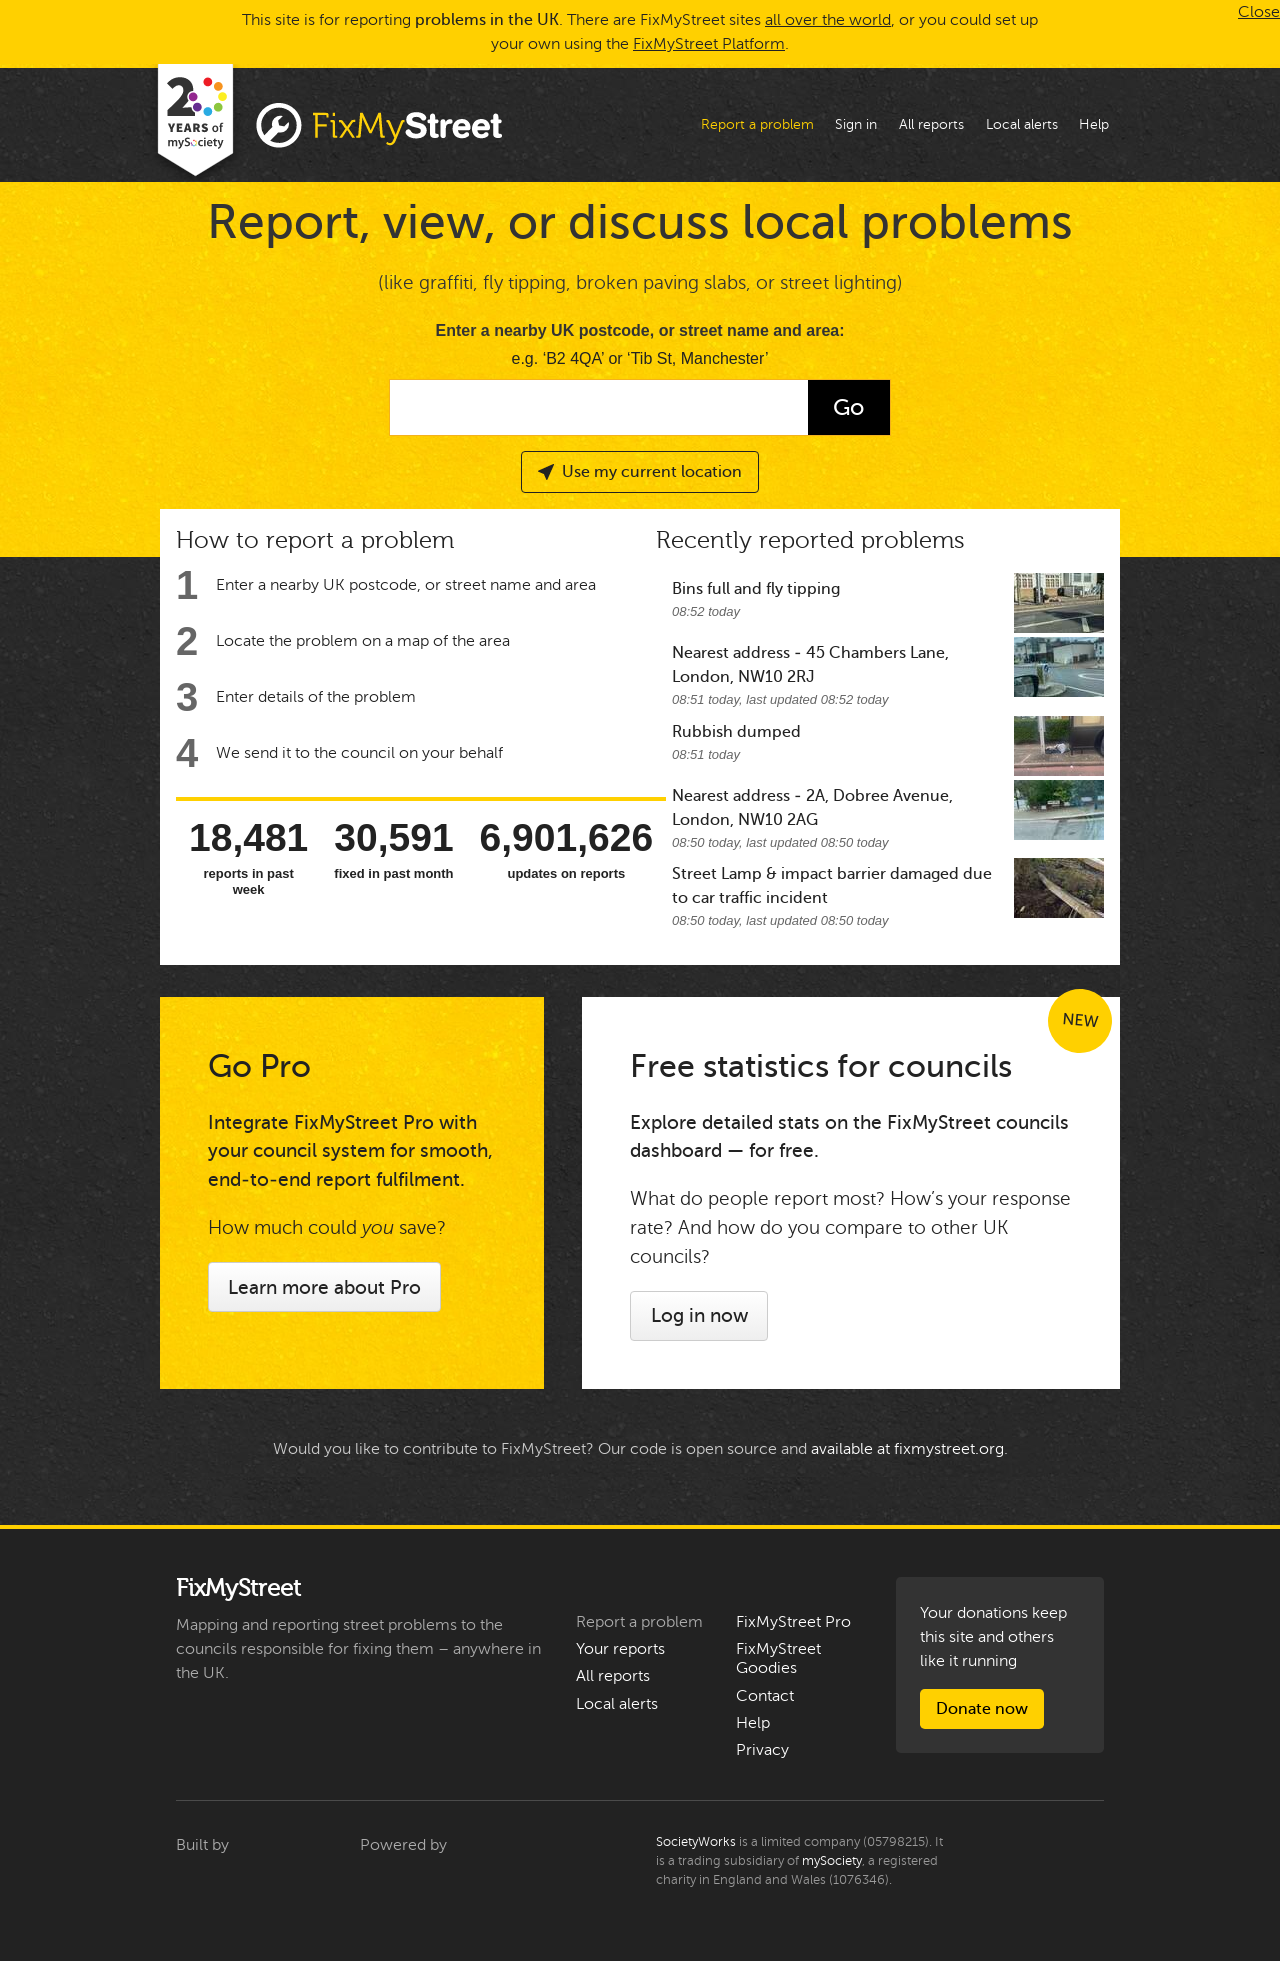 This site is for reporting problems in the UK. There are FixMyStreet sites all over the world, or you could set up
your own using the FixMyStreet Platform.
Close
20
YEARS of
mySociety
FixMyStreet
Report a problem
Sign in
All reports
Local alerts
Help
Report, view, or discuss local problems
(like graffiti, fly tipping, broken paving slabs, or street lighting)
Enter a nearby UK postcode, or street name and area:
e.g. ‘B2 4QA’ or ‘Tib St, Manchester’
Go
Use my current location
How to report a problem
1 Enter a nearby UK postcode, or street name and area
2 Locate the problem on a map of the area
3 Enter details of the problem
4 We send it to the council on your behalf
18,481
reports in past
week
30,591
fixed in past month
6,901,626
updates on reports
Recently reported problems
Bins full and fly tipping
08:52 today
Nearest address - 45 Chambers Lane,
London, NW10 2RJ
08:51 today, last updated 08:52 today
Rubbish dumped
08:51 today
Nearest address - 2A, Dobree Avenue,
London, NW10 2AG
08:50 today, last updated 08:50 today
Street Lamp & impact barrier damaged due
to car traffic incident
08:50 today, last updated 08:50 today
Go Pro
Integrate FixMyStreet Pro with
your council system for smooth,
end-to-end report fulfilment.
How much could you save?
Learn more about Pro
NEW
Free statistics for councils
Explore detailed stats on the FixMyStreet councils
dashboard — for free.
What do people report most? How’s your response
rate? And how do you compare to other UK
councils?
Log in now
Would you like to contribute to FixMyStreet? Our code is open source and available at fixmystreet.org.
FixMyStreet
Mapping and reporting street problems to the
councils responsible for fixing them – anywhere in
the UK.
Report a problem
Your reports
All reports
Local alerts
FixMyStreet Pro
FixMyStreet
Goodies
Contact
Help
Privacy
Your donations keep
this site and others
like it running
Donate now
Built by
Powered by
SocietyWorks is a limited company (05798215). It
is a trading subsidiary of mySociety, a registered
charity in England and Wales (1076346).